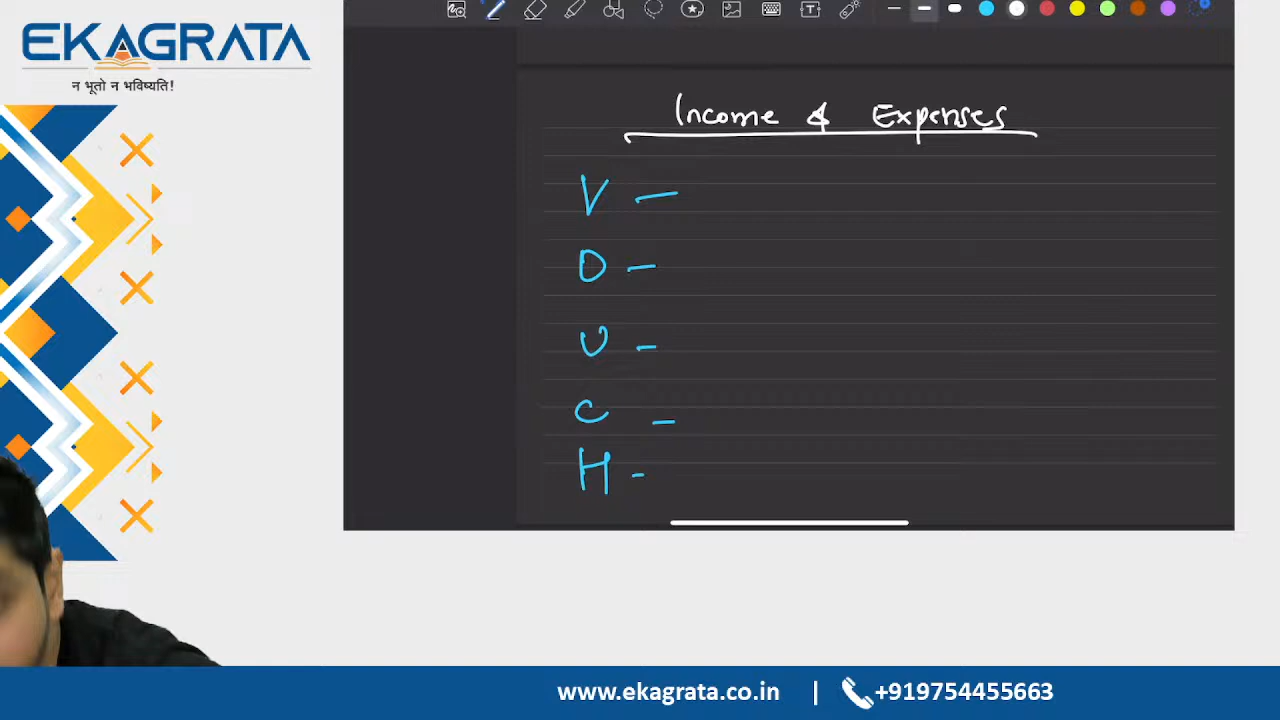 EKAGRATA
न भूतो न भविष्यति!
Income & Expenses
V —
D —
U -
C -
H -
www.ekagrata.co.in | +919754455663